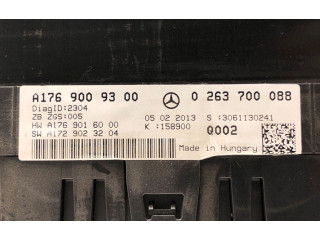 A176 900 93 00 0 263 700 088
DiagID:2304
ZB ZGS:005 05 02 2013 S :3061130241
HW A176 901 60 00 K :158900 Q002
SW A172 902 32 04 Made in Hungary